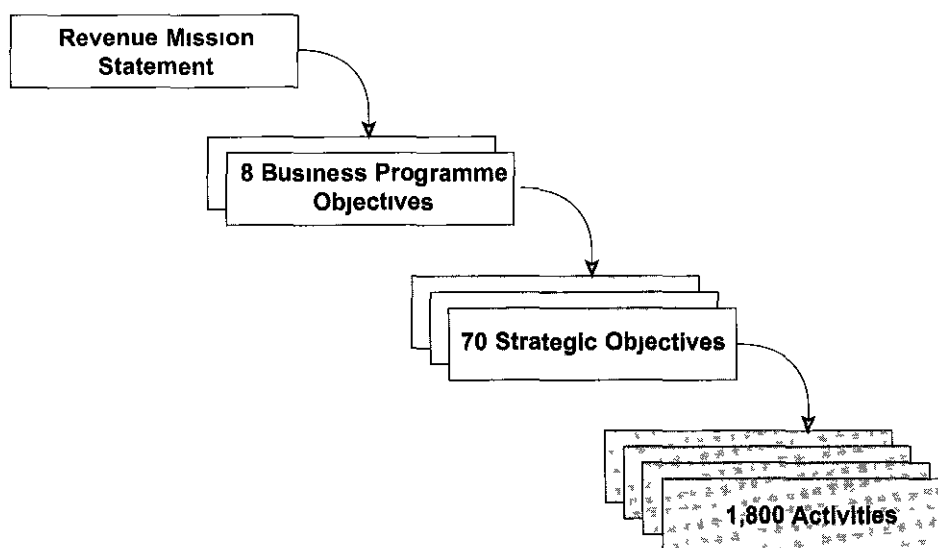 Revenue Mission
Statement
8 Business Programme
Objectives
70 Strategic Objectives
1,800 Activities